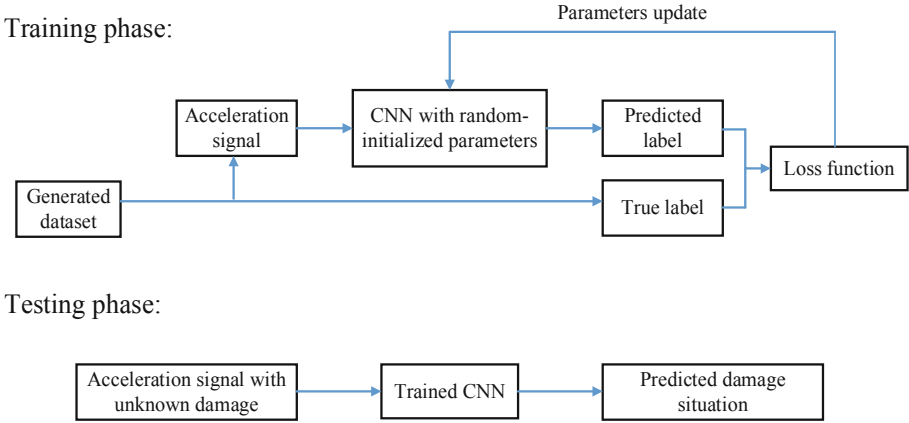 Parameters update
Training phase:
Acceleration
signal
CNN with random-
initialized parameters
Predicted
label
Loss function
Generated
dataset
True label
Testing phase:
Acceleration signal with
unknown damage
Trained CNN
Predicted damage
situation